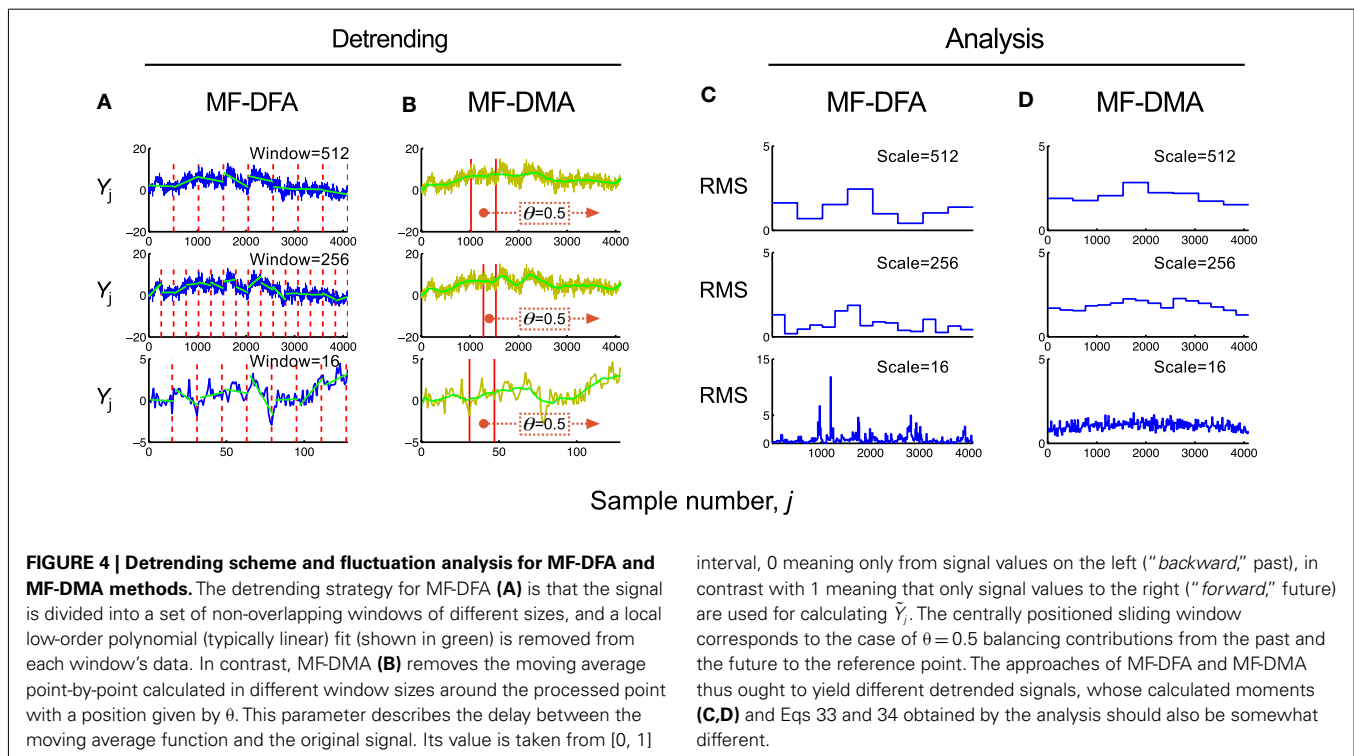 Detrending
Analysis
A
MF-DFA
B
MF-DMA
C
MF-DFA
D
MF-DMA
Window=512
20
0
−20
Y_j
0 1000 2000 3000 4000
20
0
−20
θ=0.5
0 1000 2000 3000 4000
5
0
RMS
Scale=512
0 1000 2000 3000 4000
5
0
Scale=512
0 1000 2000 3000 4000
Window=256
20
0
−20
Y_j
0 1000 2000 3000 4000
20
0
−20
θ=0.5
0 1000 2000 3000 4000
5
0
RMS
Scale=256
1000 2000 3000 4000
5
0
Scale=256
0 1000 2000 3000 4000
Window=16
5
0
−5
Y_j
50 100
5
0
−5
θ=0.5
0 50 100
15
5
0
RMS
Scale=16
1000 2000 3000 4000
5
0
Scale=16
0 1000 2000 3000 4000
Sample number, j
FIGURE 4 | Detrending scheme and fluctuation analysis for MF-DFA and
MF-DMA methods. The detrending strategy for MF-DFA (A) is that the signal
is divided into a set of non-overlapping windows of different sizes, and a local
low-order polynomial (typically linear) fit (shown in green) is removed from
each window's data. In contrast, MF-DMA (B) removes the moving average
point-by-point calculated in different window sizes around the processed point
with a position given by θ. This parameter describes the delay between the
moving average function and the original signal. Its value is taken from [0, 1]
interval, 0 meaning only from signal values on the left ("backward," past), in
contrast with 1 meaning that only signal values to the right ("forward," future)
are used for calculating Ỹ_j. The centrally positioned sliding window
corresponds to the case of θ = 0.5 balancing contributions from the past and
the future to the reference point. The approaches of MF-DFA and MF-DMA
thus ought to yield different detrended signals, whose calculated moments
(C,D) and Eqs 33 and 34 obtained by the analysis should also be somewhat
different.